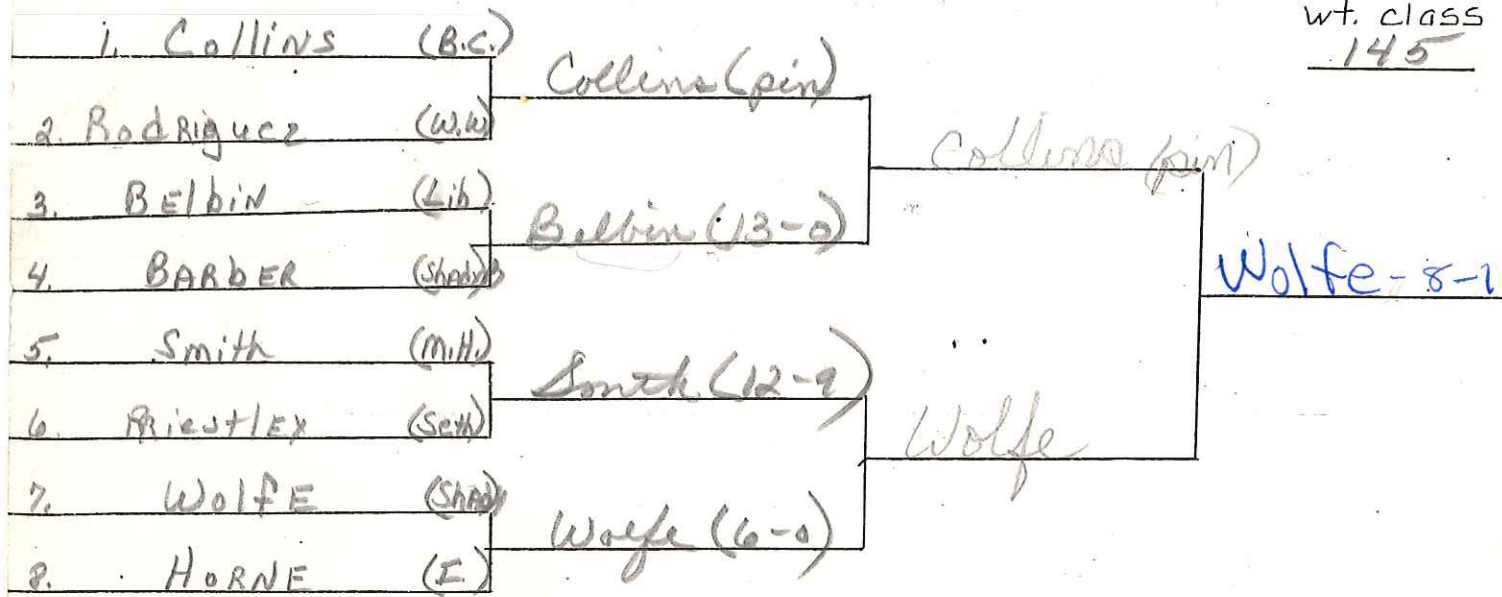 wt. class
145
1. Collins (B.C.)
Collins (pin)
2. Rodriguez (W.W)
Collins (pin)
3. BElbiN (Lib)
Belbin (13-0)
4. BARbER
Wolfe - 8-1
5. Smith (M.H.)
Smith (12-9)
6. PRiestlEy (Seth)
Wolfe
7. WolfE (ShAdy)
Wolfe (6-0)
8. HoRNE (I.)